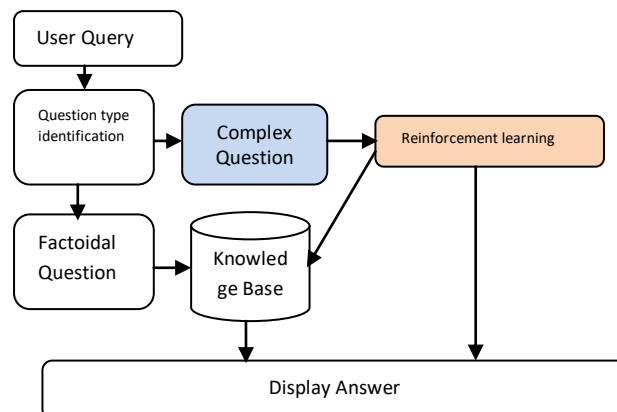 User Query
Question type
identification
Complex
Question
Reinforcement learning
Factoidal
Question
Knowled
ge Base
Display Answer